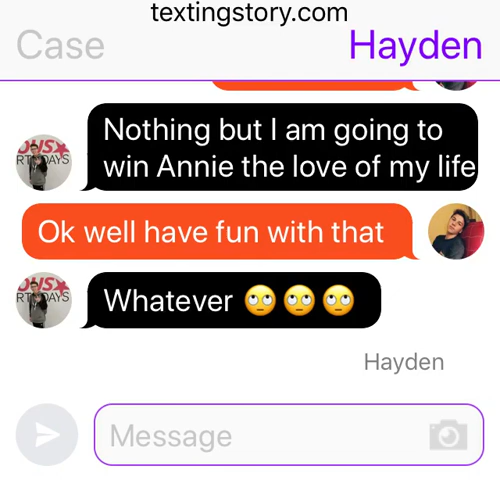 textingstory.com
Case
Hayden
Nothing but I am going to
win Annie the love of my life
Ok well have fun with that
Whatever 🙄 🙄 🙄
Hayden
Message